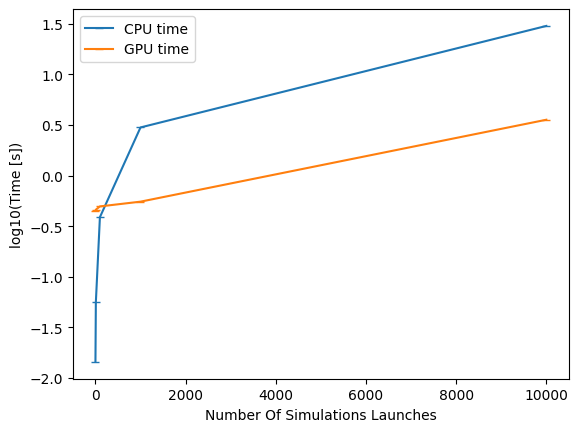 CPU time
GPU time
1.5
1.0
0.5
0.0
−0.5
−1.0
−1.5
−2.0
log10(Time [s])
0 2000 4000 6000 8000 10000
Number Of Simulations Launches